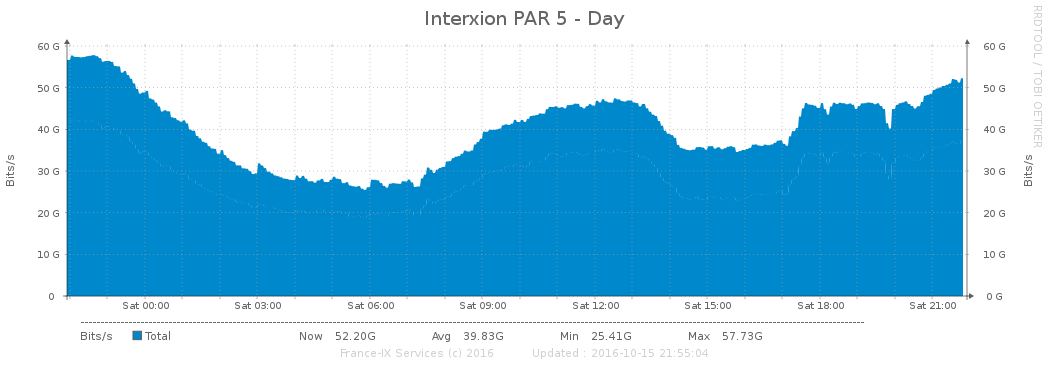 Interxion PAR 5 - Day
RRDTOOL / TOBI OETIKER
Bits/s
Bits/s
60 G
50 G
40 G
30 G
20 G
10 G
0
60 G
50 G
40 G
30 G
20 G
10 G
0 G
Sat 00:00 Sat 03:00 Sat 06:00 Sat 09:00 Sat 12:00 Sat 15:00 Sat 18:00 Sat 21:00
Bits/s Total Now 52.20G Avg 39.83G Min 25.41G Max 57.73G
France-IX Services (c) 2016 Updated : 2016-10-15 21:55:04